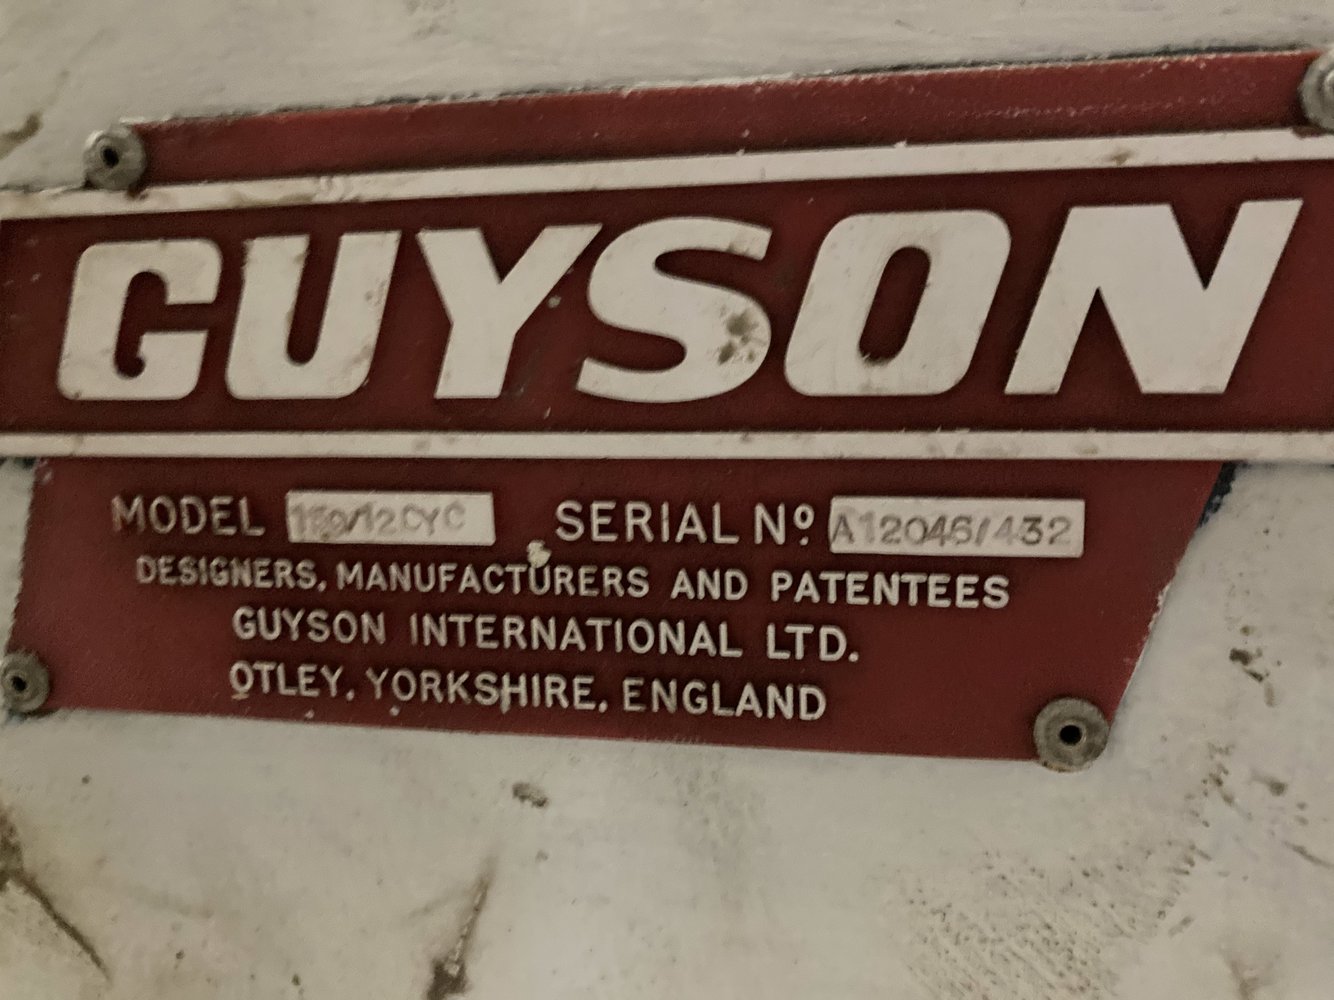 GUYSON
MODEL SERIAL Nº: A12046/432
DESIGNERS, MANUFACTURERS AND PATENTEES
GUYSON INTERNATIONAL LTD.
OTLEY, YORKSHIRE, ENGLAND